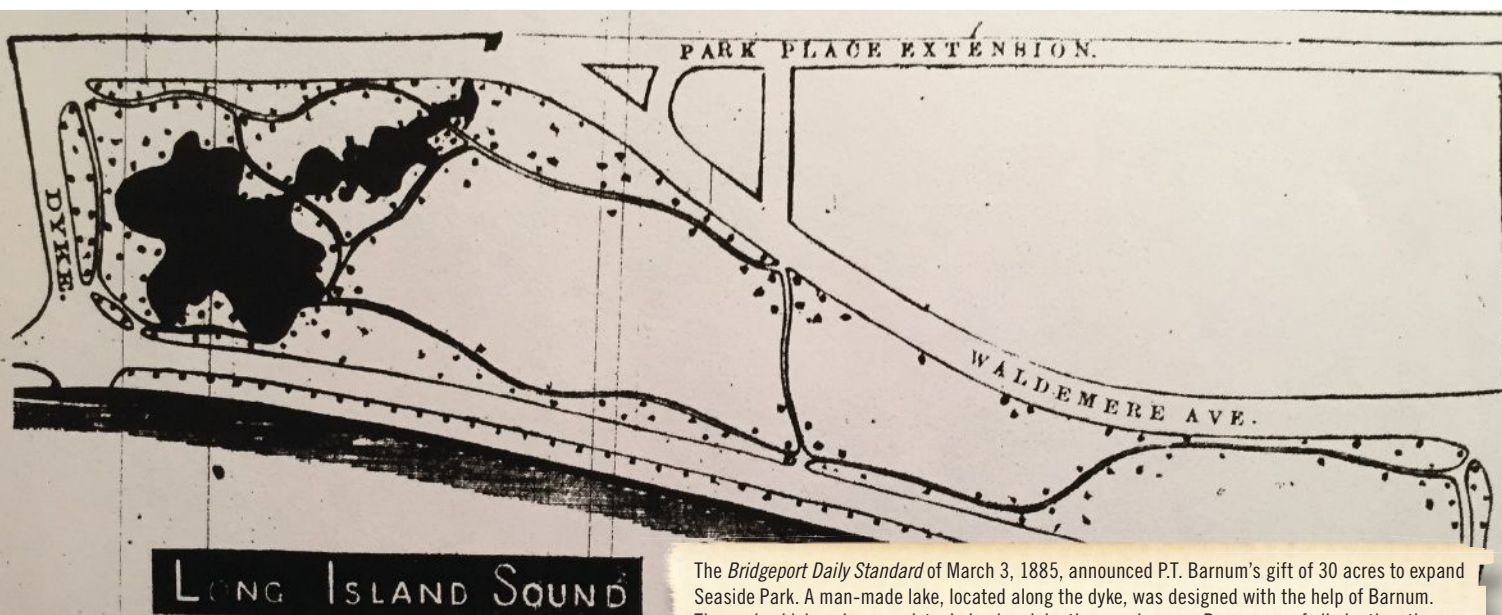 PARK PLACE EXTENSION.
DYKE.
WALDEMERE AVE.
LONG ISLAND SOUND
The Bridgeport Daily Standard of March 3, 1885, announced P.T. Barnum's gift of 30 acres to expand
Seaside Park. A man-made lake, located along the dyke, was designed with the help of Barnum.